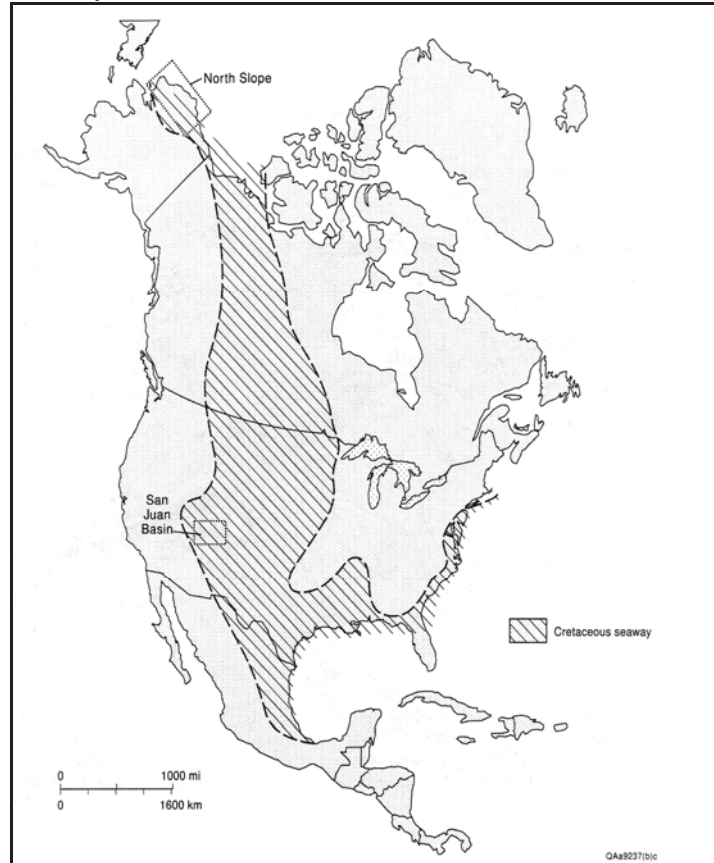 North Slope
San
Juan
Basin
Cretaceous seaway
0 1000 mi
0 1600 km
QAa9237(b)c